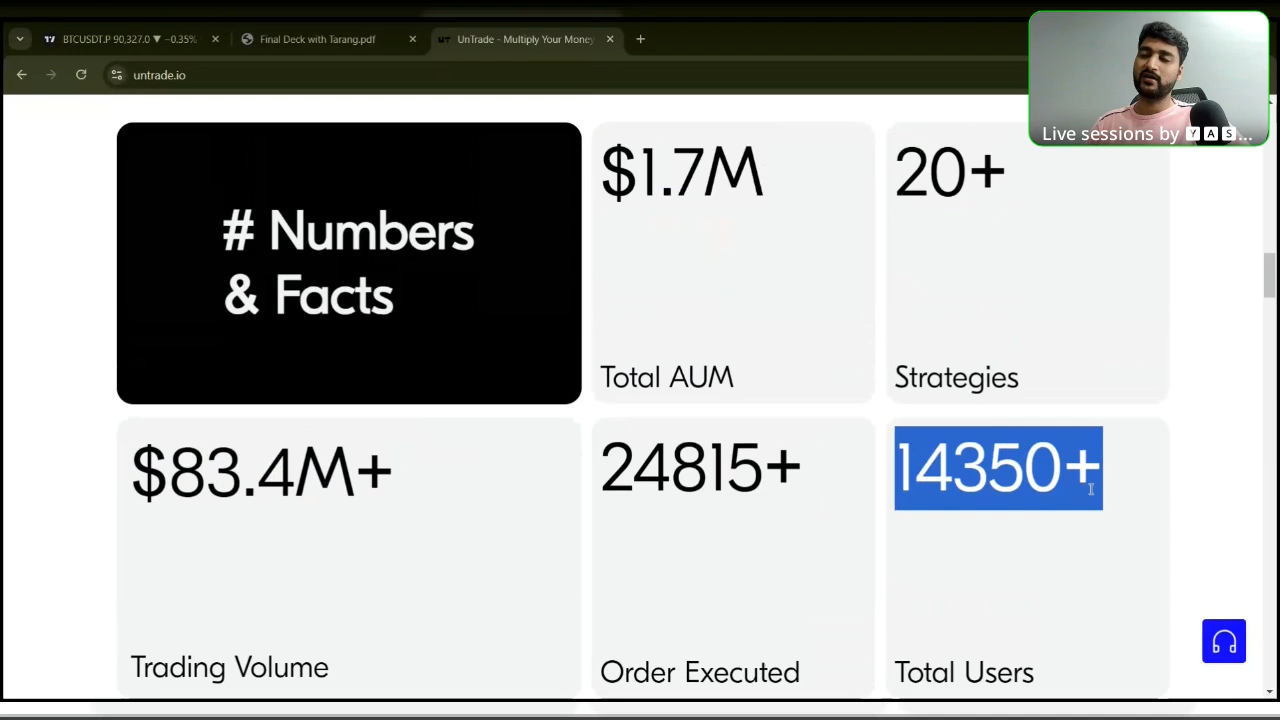 BTCUSDT.P 90,327.0 ▼ −0.35%
Final Deck with Tarang.pdf
UnTrade - Multiply Your Money
untrade.io
Live sessions by 🆈🅰🆂...
# Numbers
& Facts
$1.7M
Total AUM
20+
Strategies
$83.4M+
Trading Volume
24815+
Order Executed
14350+
Total Users